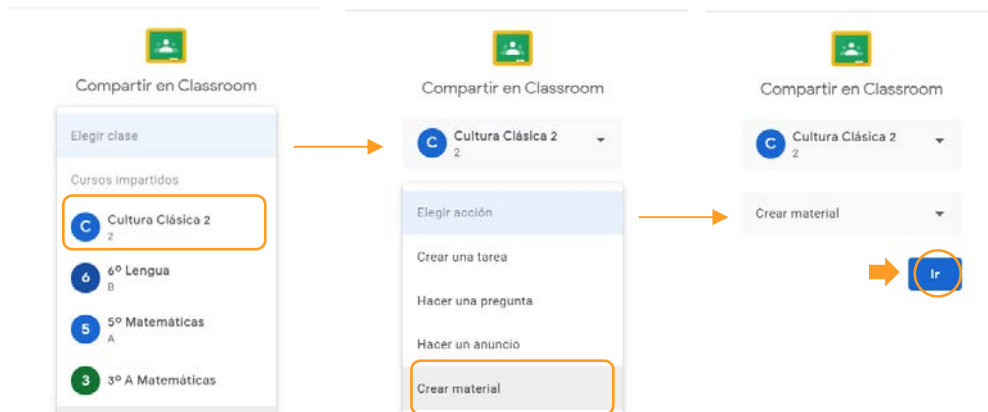 Compartir en Classroom
Elegir clase
Cursos impartidos
C
Cultura Clásica 2
2
6
6º Lengua
B
5
5º Matemáticas
A
3
3º A Matemáticas
Compartir en Classroom
C
Cultura Clásica 2
2
Elegir acción
Crear una tarea
Hacer una pregunta
Hacer un anuncio
Crear material
Compartir en Classroom
C
Cultura Clásica 2
2
Crear material
Ir